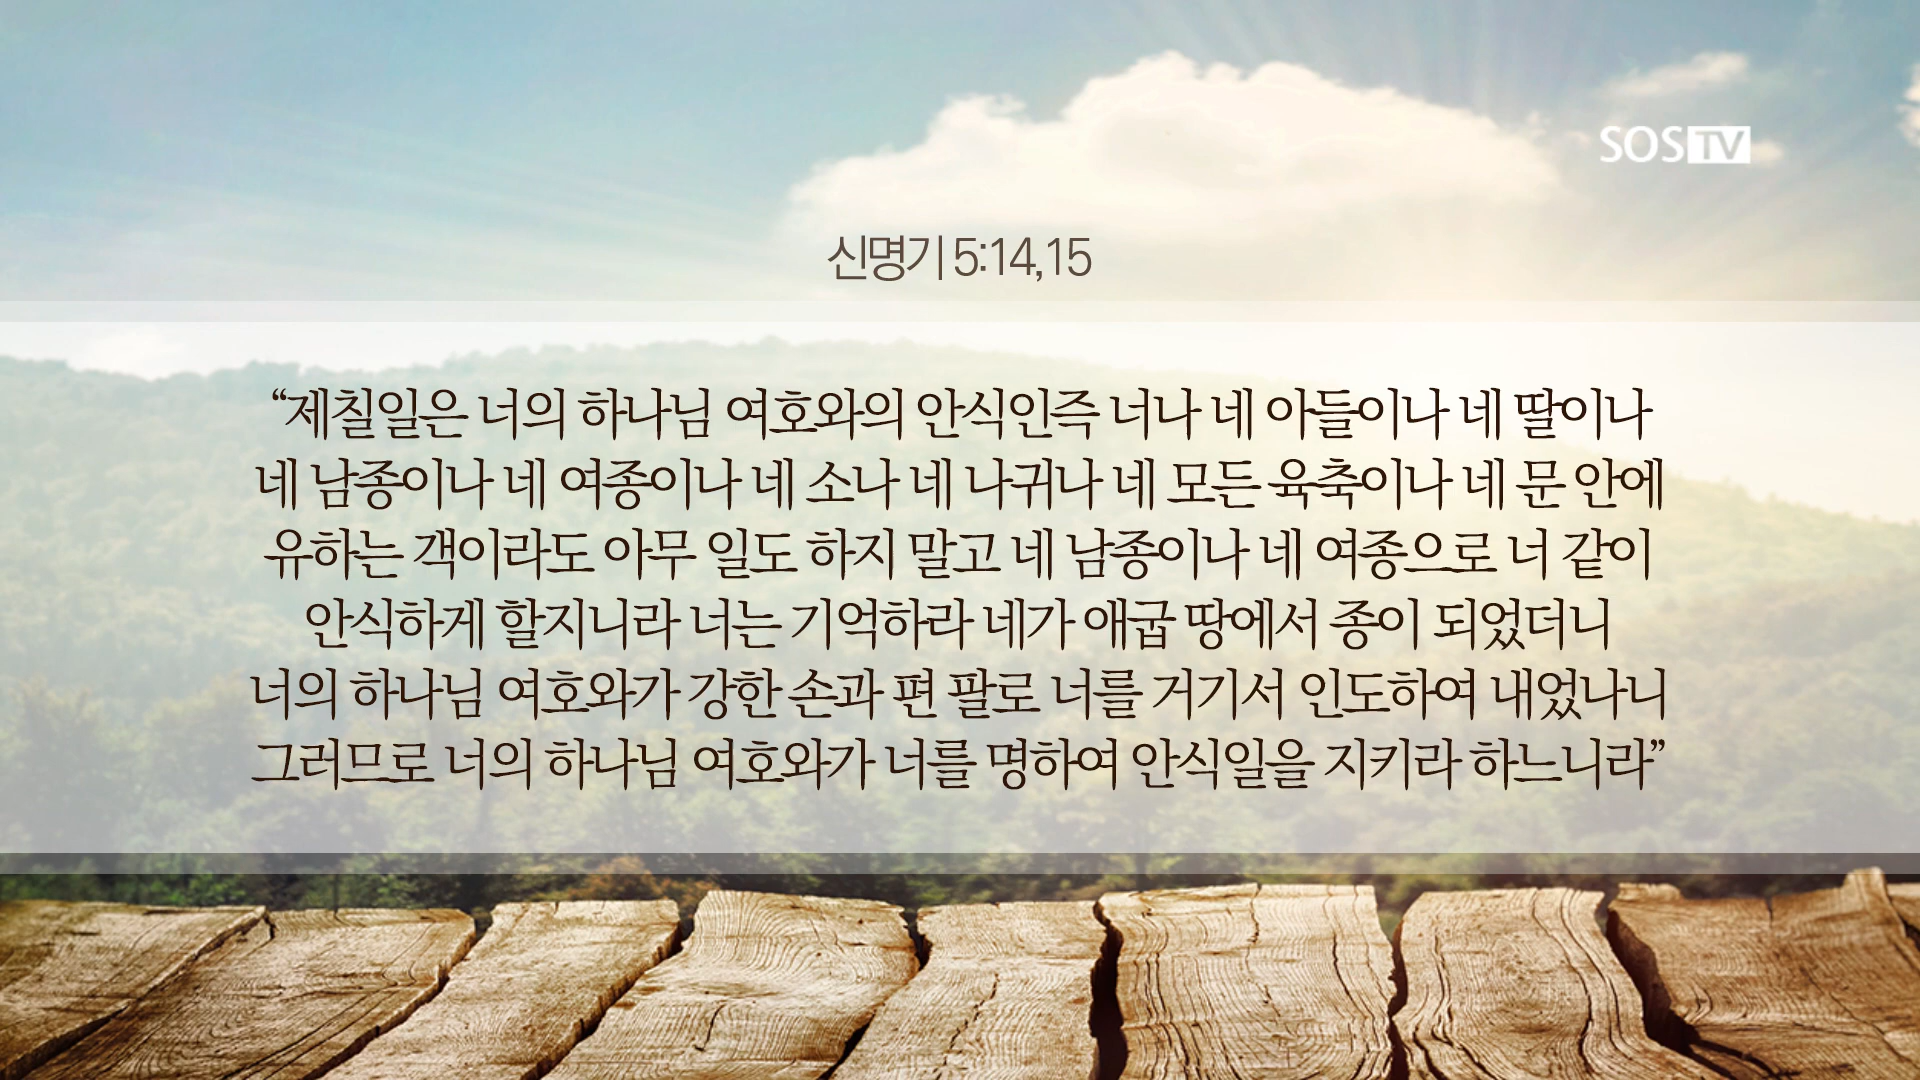 SOSTV
신명기 5:14,15
“제칠일은 너의 하나님 여호와의 안식인즉 너나 네 아들이나 네 딸이나
네 남종이나 네 여종이나 네 소나 네 나귀나 네 모든 육축이나 네 문 안에
유하는 객이라도 아무 일도 하지 말고 네 남종이나 네 여종으로 너 같이
안식하게 할지니라 너는 기억하라 네가 애굽 땅에서 종이 되었더니
너의 하나님 여호와가 강한 손과 편 팔로 너를 거기서 인도하여 내었나니
그러므로 너의 하나님 여호와가 너를 명하여 안식일을 지키라 하느니라”